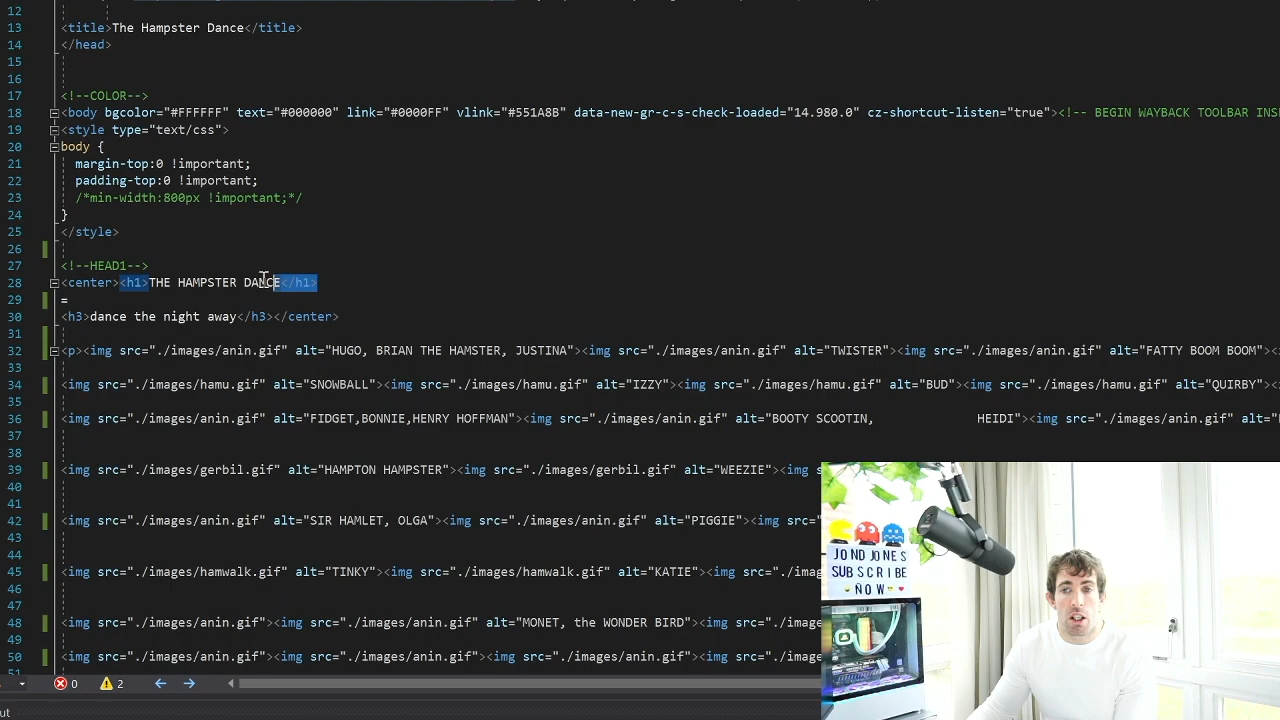 12
13 <title>The Hampster Dance</title>
14 </head>
15
16
17 <!--COLOR-->
18 <body bgcolor="#FFFFFF" text="#000000" link="#0000FF" vlink="#551A8B" data-new-gr-c-s-check-loaded="14.980.0" cz-shortcut-listen="true"><!-- BEGIN WAYBACK TOOLBAR INS
19 <style type="text/css">
20 body {
21 margin-top:0 !important;
22 padding-top:0 !important;
23 /*min-width:800px !important;*/
24 }
25 </style>
26
27 <!--HEAD1-->
28 <center><h1>THE HAMPSTER DANCE</h1>
29 =
30 <h3>dance the night away</h3></center>
31
32 <p><img src="./images/anin.gif" alt="HUGO, BRIAN THE HAMSTER, JUSTINA"><img src="./images/anin.gif" alt="TWISTER"><img src="./images/anin.gif" alt="FATTY BOOM BOOM"><
33
34 <img src="./images/hamu.gif" alt="SNOWBALL"><img src="./images/hamu.gif" alt="IZZY"><img src="./images/hamu.gif" alt="BUD"><img src="./images/hamu.gif" alt="QUIRBY"><
35
36 <img src="./images/anin.gif" alt="FIDGET,BONNIE,HENRY HOFFMAN"><img src="./images/anin.gif" alt="BOOTY SCOOTIN, HEIDI"><img src="./images/anin.gif" alt="
37
38
39 <img src="./images/gerbil.gif" alt="HAMPTON HAMPSTER"><img src="./images/gerbil.gif" alt="WEEZIE"><img s
40
41
42 <img src="./images/anin.gif" alt="SIR HAMLET, OLGA"><img src="./images/anin.gif" alt="PIGGIE"><img src="
43
44
45 <img src="./images/hamwalk.gif" alt="TINKY"><img src="./images/hamwalk.gif" alt="KATIE"><img src="./imag
46
47
48 <img src="./images/anin.gif"><img src="./images/anin.gif" alt="MONET, the WONDER BIRD"><img src="./image
49
50 <img src="./images/anin.gif"><img src="./images/anin.gif"><img src="./images/anin.gif"><img src="./image
51
0 2
ut
JONDJONES
SUBSCRIBE
NOW